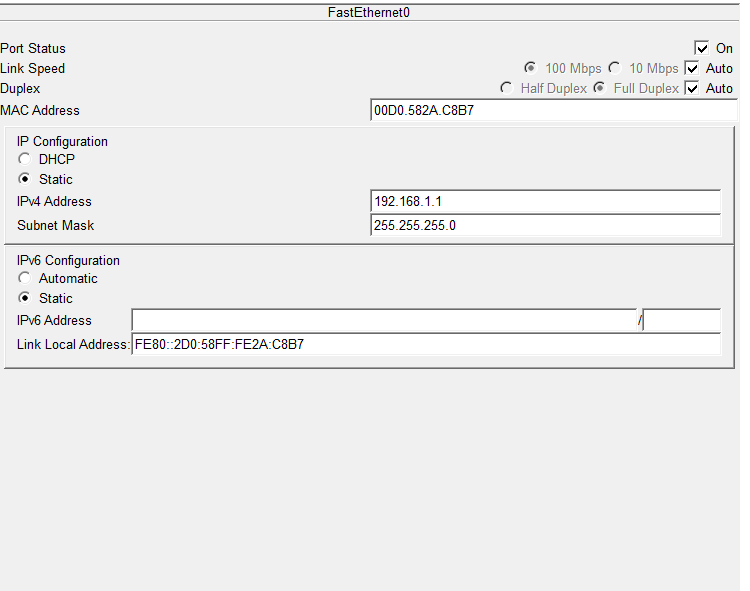 FastEthernet0
Port Status On
Link Speed 100 Mbps 10 Mbps Auto
Duplex Half Duplex Full Duplex Auto
MAC Address 00D0.582A.C8B7
IP Configuration
DHCP
Static
IPv4 Address 192.168.1.1
Subnet Mask 255.255.255.0
IPv6 Configuration
Automatic
Static
IPv6 Address /
Link Local Address: FE80::2D0:58FF:FE2A:C8B7